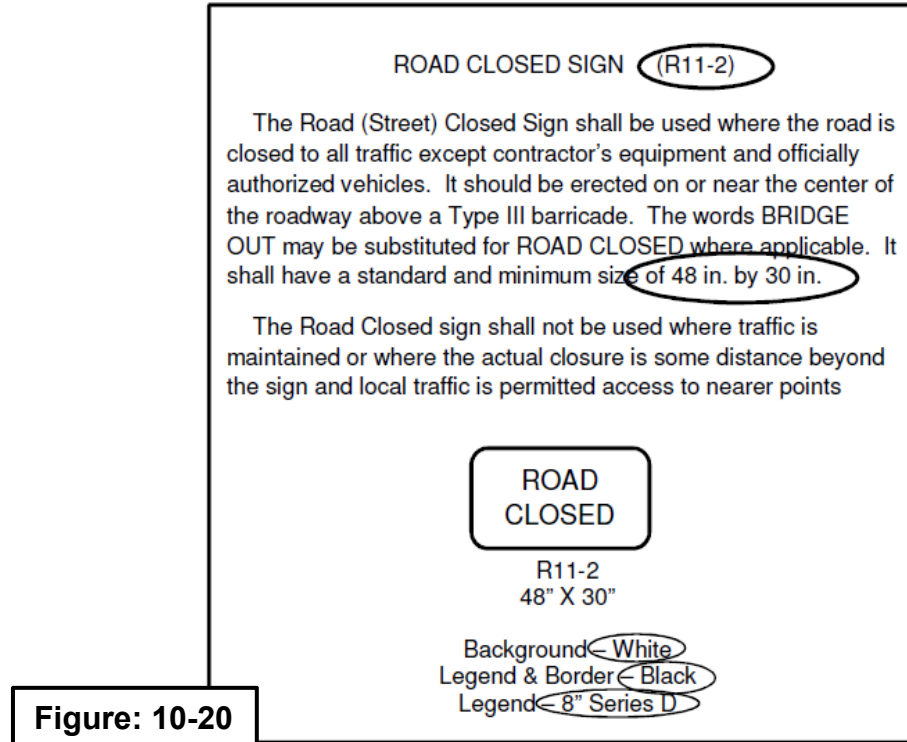 ROAD CLOSED SIGN (R11-2)
The Road (Street) Closed Sign shall be used where the road is
closed to all traffic except contractor's equipment and officially
authorized vehicles. It should be erected on or near the center of
the roadway above a Type III barricade. The words BRIDGE
OUT may be substituted for ROAD CLOSED where applicable. It
shall have a standard and minimum size of 48 in. by 30 in.
The Road Closed sign shall not be used where traffic is
maintained or where the actual closure is some distance beyond
the sign and local traffic is permitted access to nearer points
ROAD
CLOSED
R11-2
48" X 30"
Background – White
Legend & Border – Black
Legend – 8" Series D
Figure: 10-20